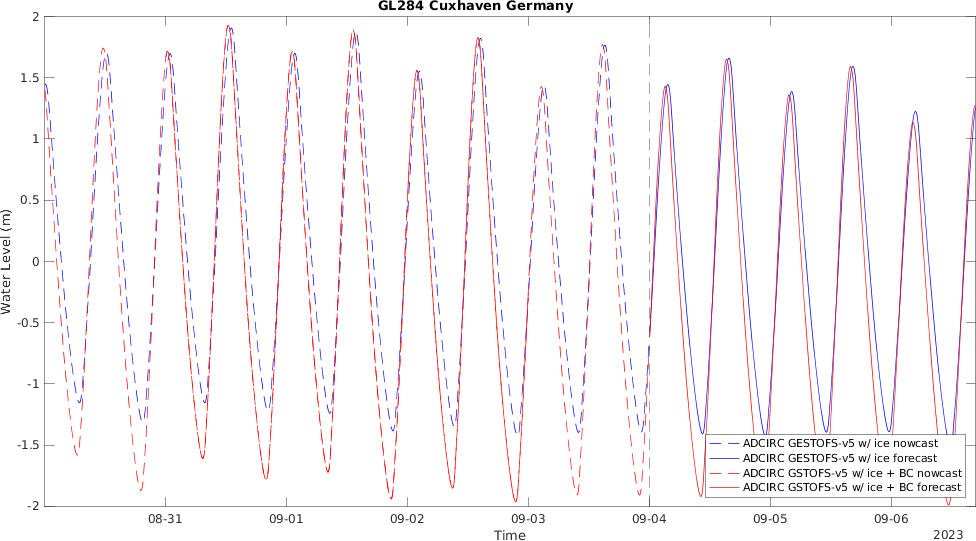 GL284 Cuxhaven Germany
2
1.5
1
0.5
0
-0.5
-1
-1.5
-2
Water Level (m)
08-31
09-01
09-02
09-03
09-04
09-05
09-06
Time
2023
ADCIRC GESTOFS-v5 w/ ice nowcast
ADCIRC GESTOFS-v5 w/ ice forecast
ADCIRC GSTOFS-v5 w/ ice + BC nowcast
ADCIRC GSTOFS-v5 w/ ice + BC forecast